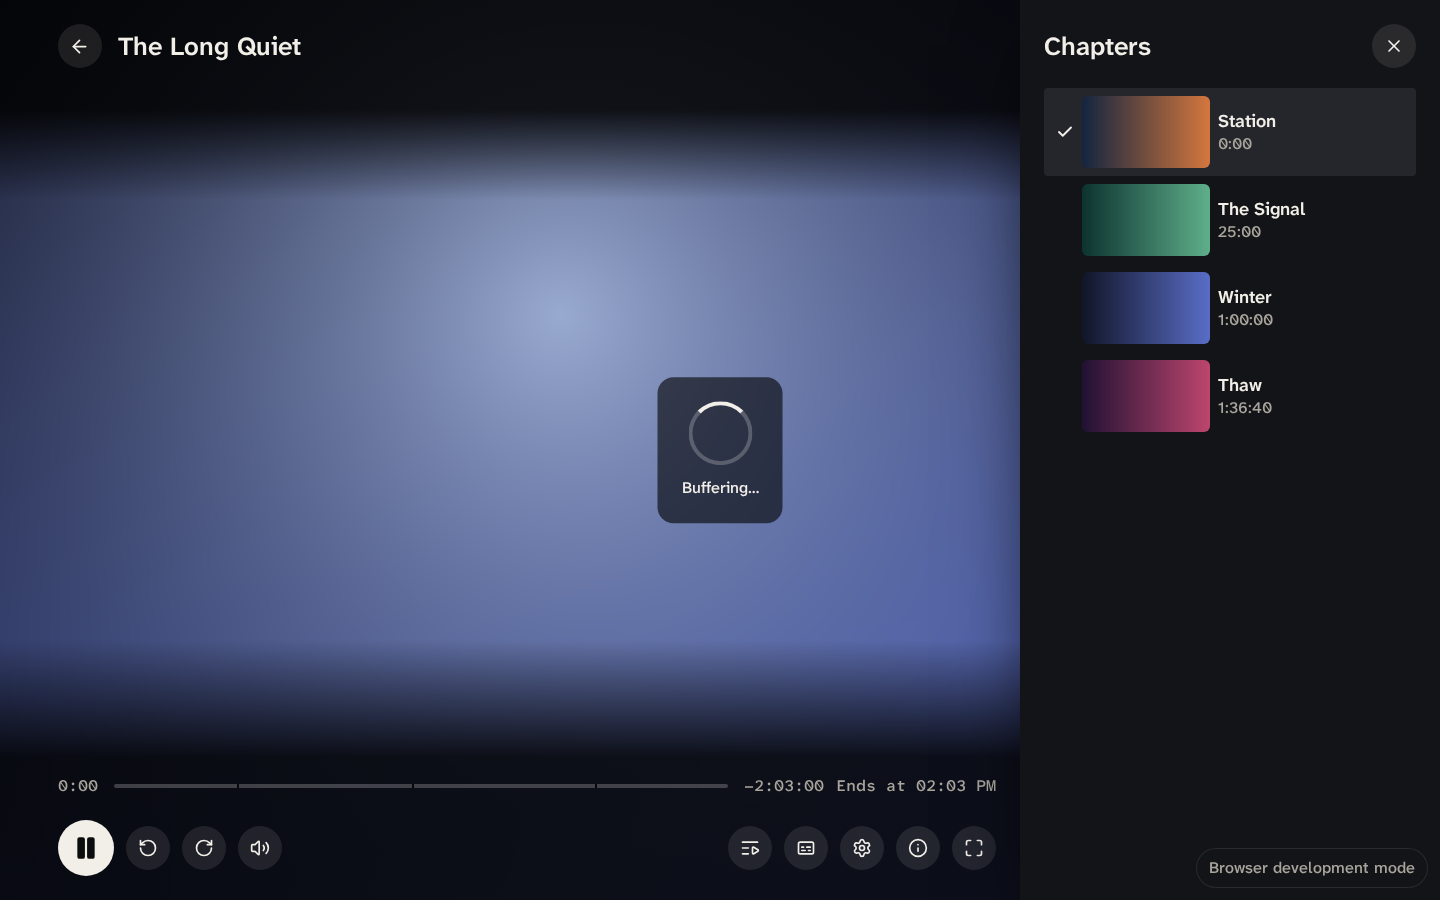 The Long Quiet
Chapters
Station
0:00
The Signal
25:00
Winter
1:00:00
Thaw
1:36:40
Buffering...
0:00
–2:03:00 Ends at 02:03 PM
Browser development mode